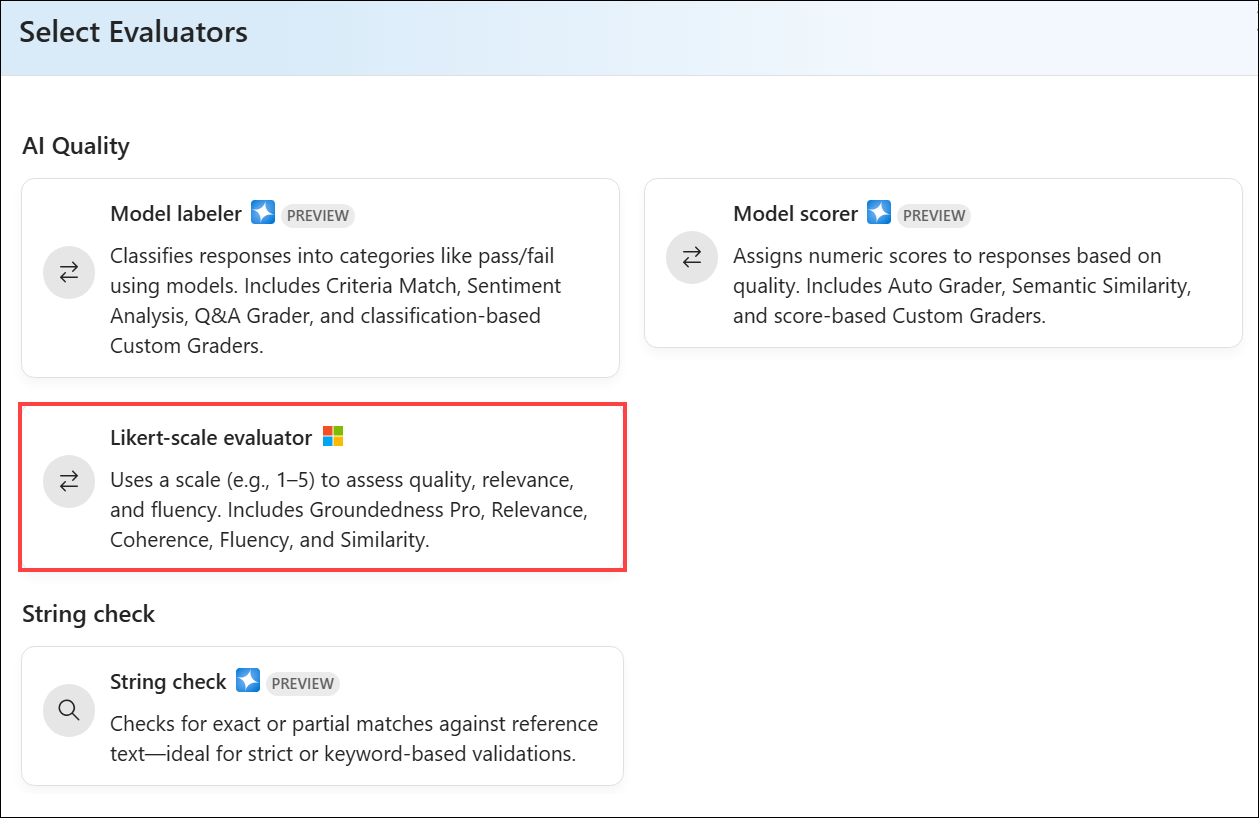 Select Evaluators
AI Quality
Model labeler PREVIEW
Classifies responses into categories like pass/fail
using models. Includes Criteria Match, Sentiment
Analysis, Q&A Grader, and classification-based
Custom Graders.
Model scorer PREVIEW
Assigns numeric scores to responses based on
quality. Includes Auto Grader, Semantic Similarity,
and score-based Custom Graders.
Likert-scale evaluator
Uses a scale (e.g., 1–5) to assess quality, relevance,
and fluency. Includes Groundedness Pro, Relevance,
Coherence, Fluency, and Similarity.
String check
String check PREVIEW
Checks for exact or partial matches against reference
text—ideal for strict or keyword-based validations.